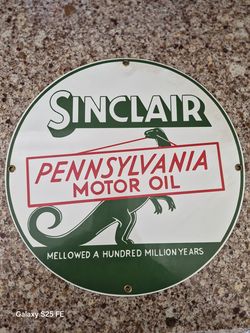 SINCLAIR
PENNSYLVANIA
MOTOR OIL
MELLOWED A HUNDRED MILLION YEARS
Galaxy S25 FE